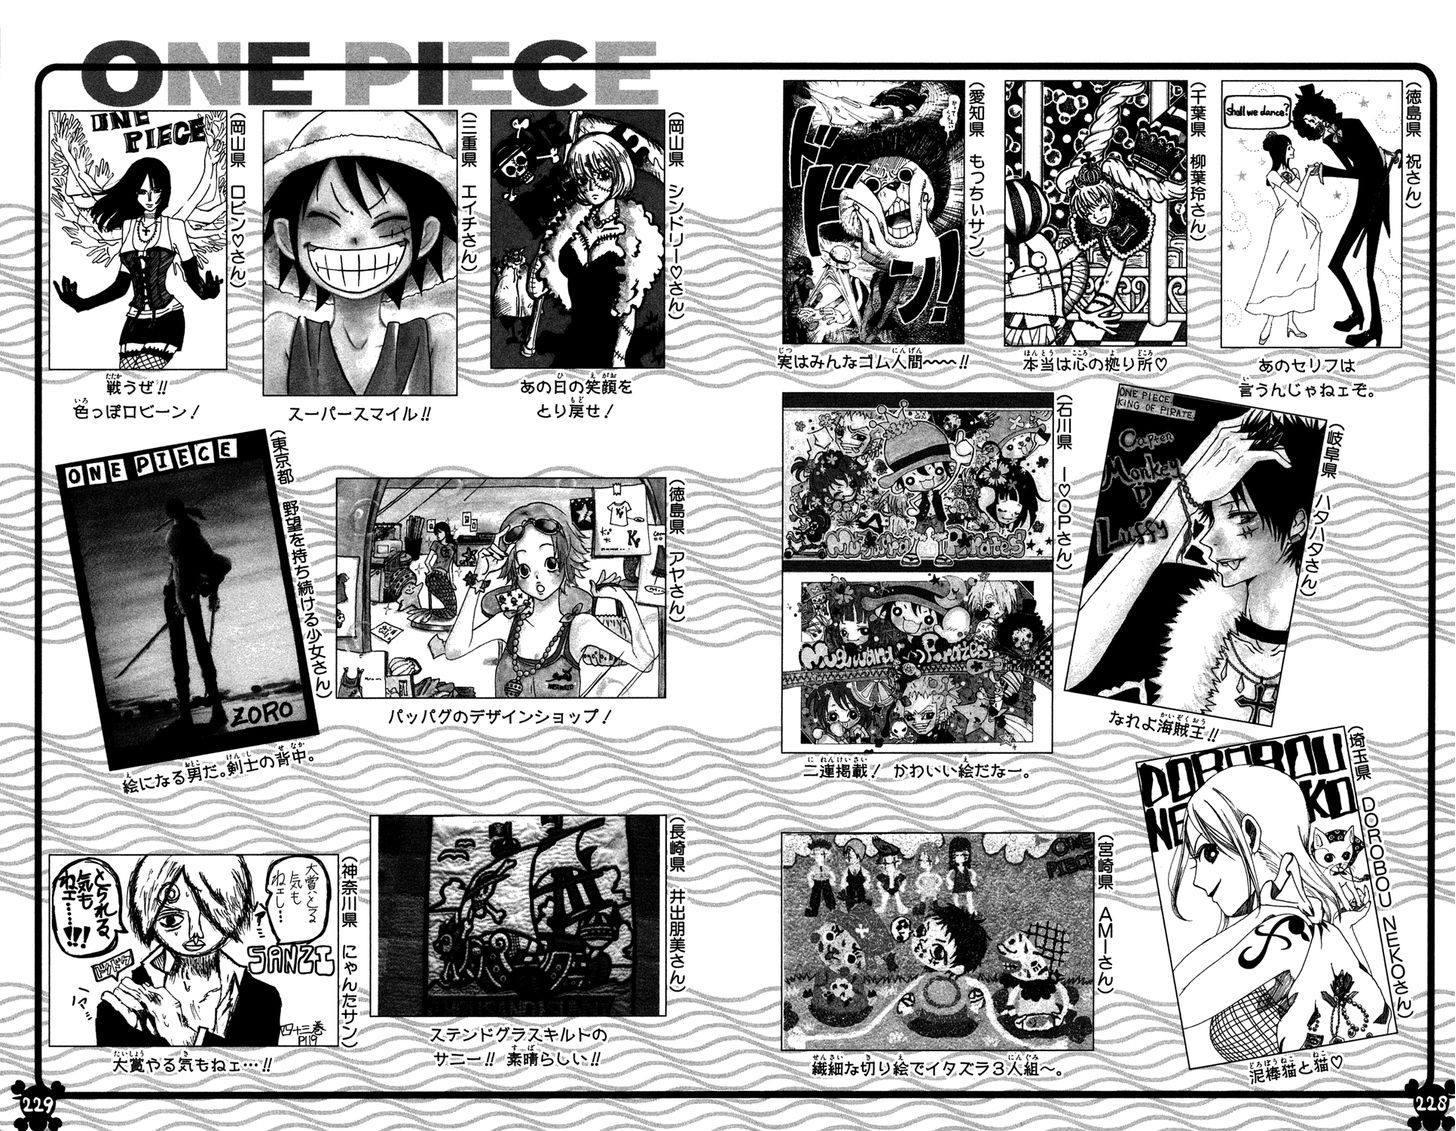 ONE PIECE
(徳島県　祝さん)
shall we dance?
あのセリフは
言うんじゃねェぞ。
(千葉県　柳葉玲さん)
本当は心の拠り所♡
(愛知県　もっちぃサン)
ドドド
ン!
実はみんなゴム人間〜〜!!
(岐阜県　ハタハタさん)
ONE PIECE
KING OF PIRATE
Monkey
D
Luffy
なれよ海賊王!!
(石川県　I♡OPさん)
二連掲載!　かわいい絵だなー。
(埼玉県　DOROBOU NEKOさん)
DOROBOU
NEKO
泥棒猫と猫♡
(宮崎県　AMIーさん)
ONE
PIECE
繊細な切り絵でイタズラ3人組〜。
228
(岡山県　シンドリー♡さん)
あの日の笑顔を
とり戻せ!
(三重県　エイチさん)
スーパースマイル!!
(岡山県　ロビン♡さん)
ONE
PIECE
戦うぜ!!
色っぽロビーン!
(徳島県　アヤさん)
パッパグのデザインショップ!
(東京都　野望を持ち続ける少女さん)
ONE PIECE
ZORO
絵になる男だ。剣士の背中。
(長崎県　井出朋美さん)
ステンドグラスキルトの
サニー!!　素晴らしい!!
(神奈川県　にゃんたサン)
大賞とる
気も
ねェし…
とられる
気も
ねェ……!!!
SANZI
ドクドク
四十三巻
P119
大賞やる気もねェ…!!
229